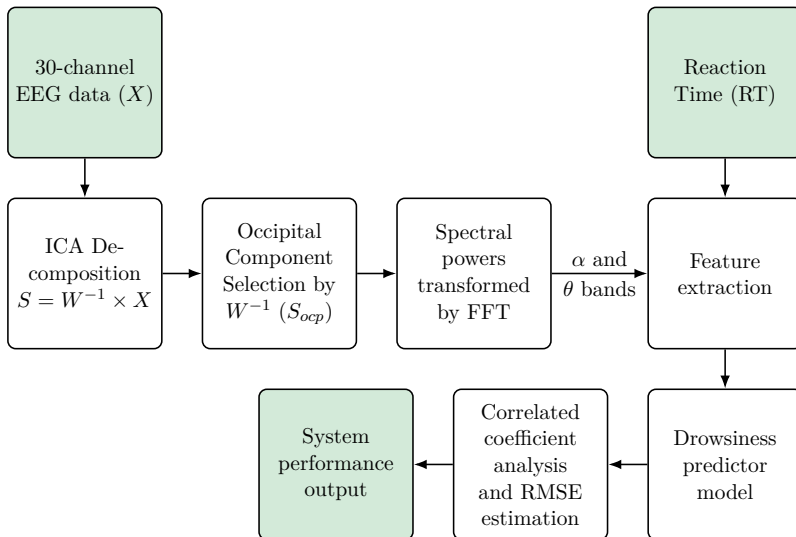 30-channel
EEG data (X)
Reaction
Time (RT)
ICA De-
composition
S = W⁻¹ × X
Occipital
Component
Selection by
W⁻¹ (Sₒcₚ)
Spectral
powers
transformed
by FFT
α and
θ bands
Feature
extraction
System
performance
output
Correlated
coefficient
analysis
and RMSE
estimation
Drowsiness
predictor
model